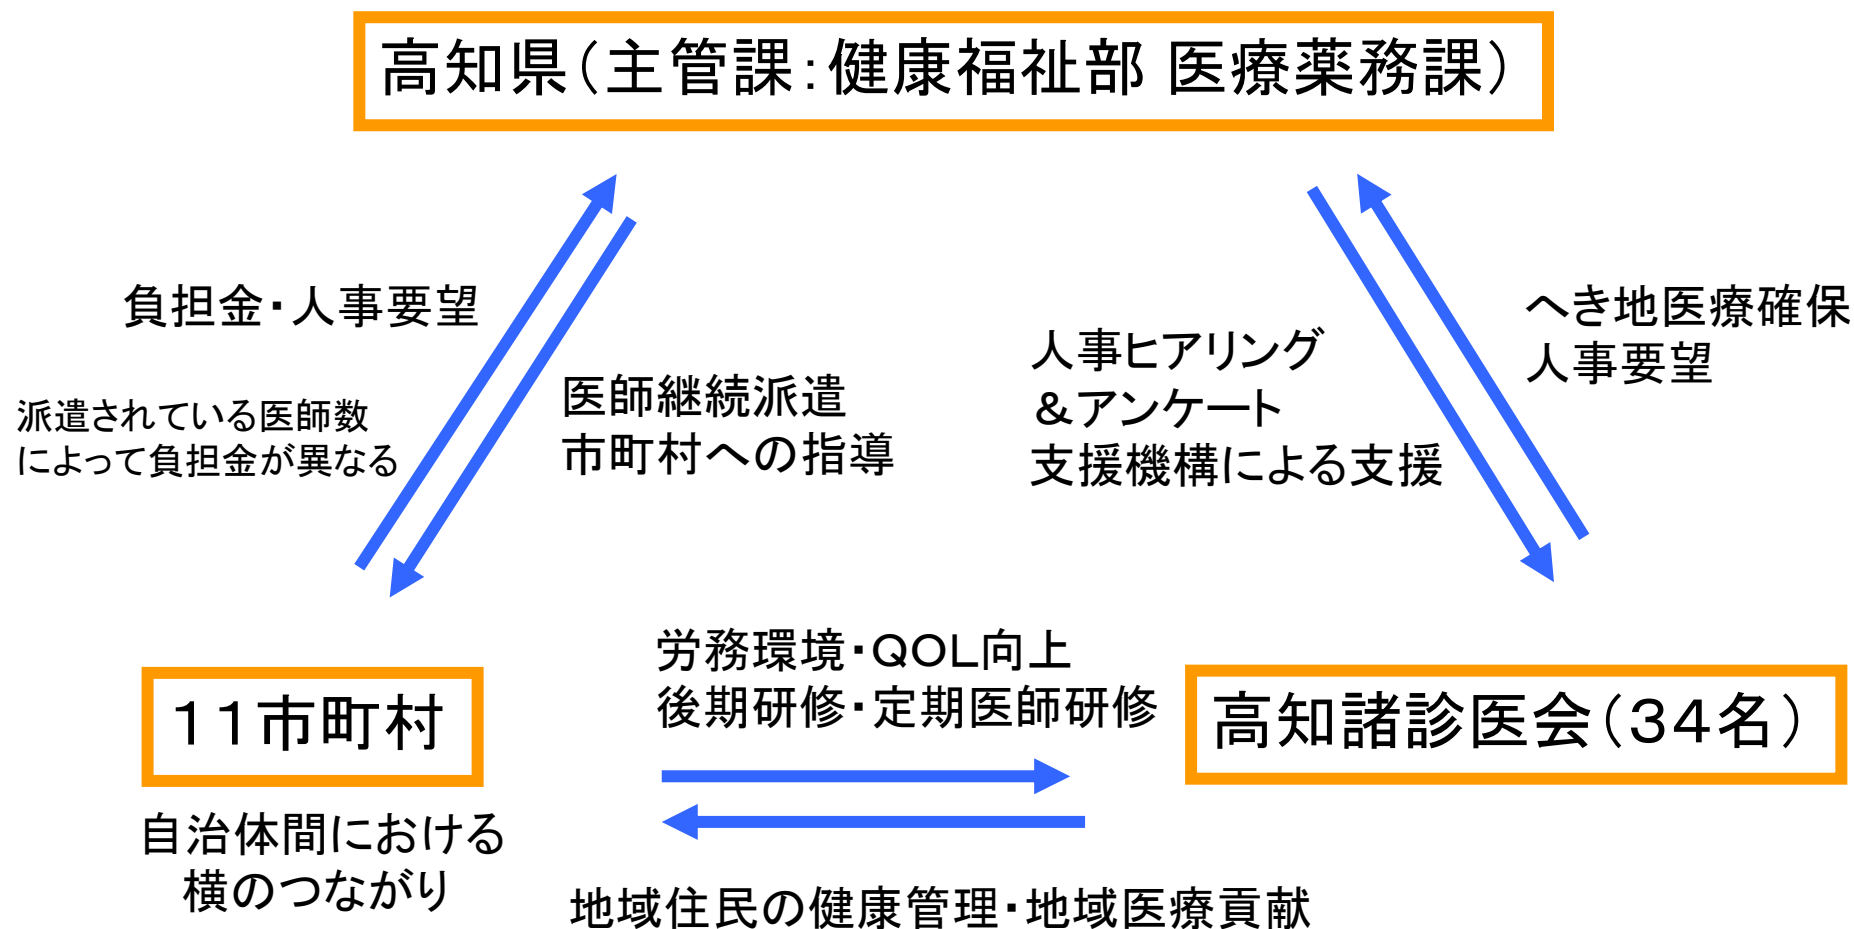 高知県（主管課：健康福祉部 医療薬務課）
負担金・人事要望
派遣されている医師数
によって負担金が異なる
医師継続派遣
市町村への指導
人事ヒアリング
＆アンケート
支援機構による支援
へき地医療確保
人事要望
労務環境・QOL向上
後期研修・定期医師研修
１１市町村
高知諸診医会（３４名）
自治体間における
横のつながり
地域住民の健康管理・地域医療貢献